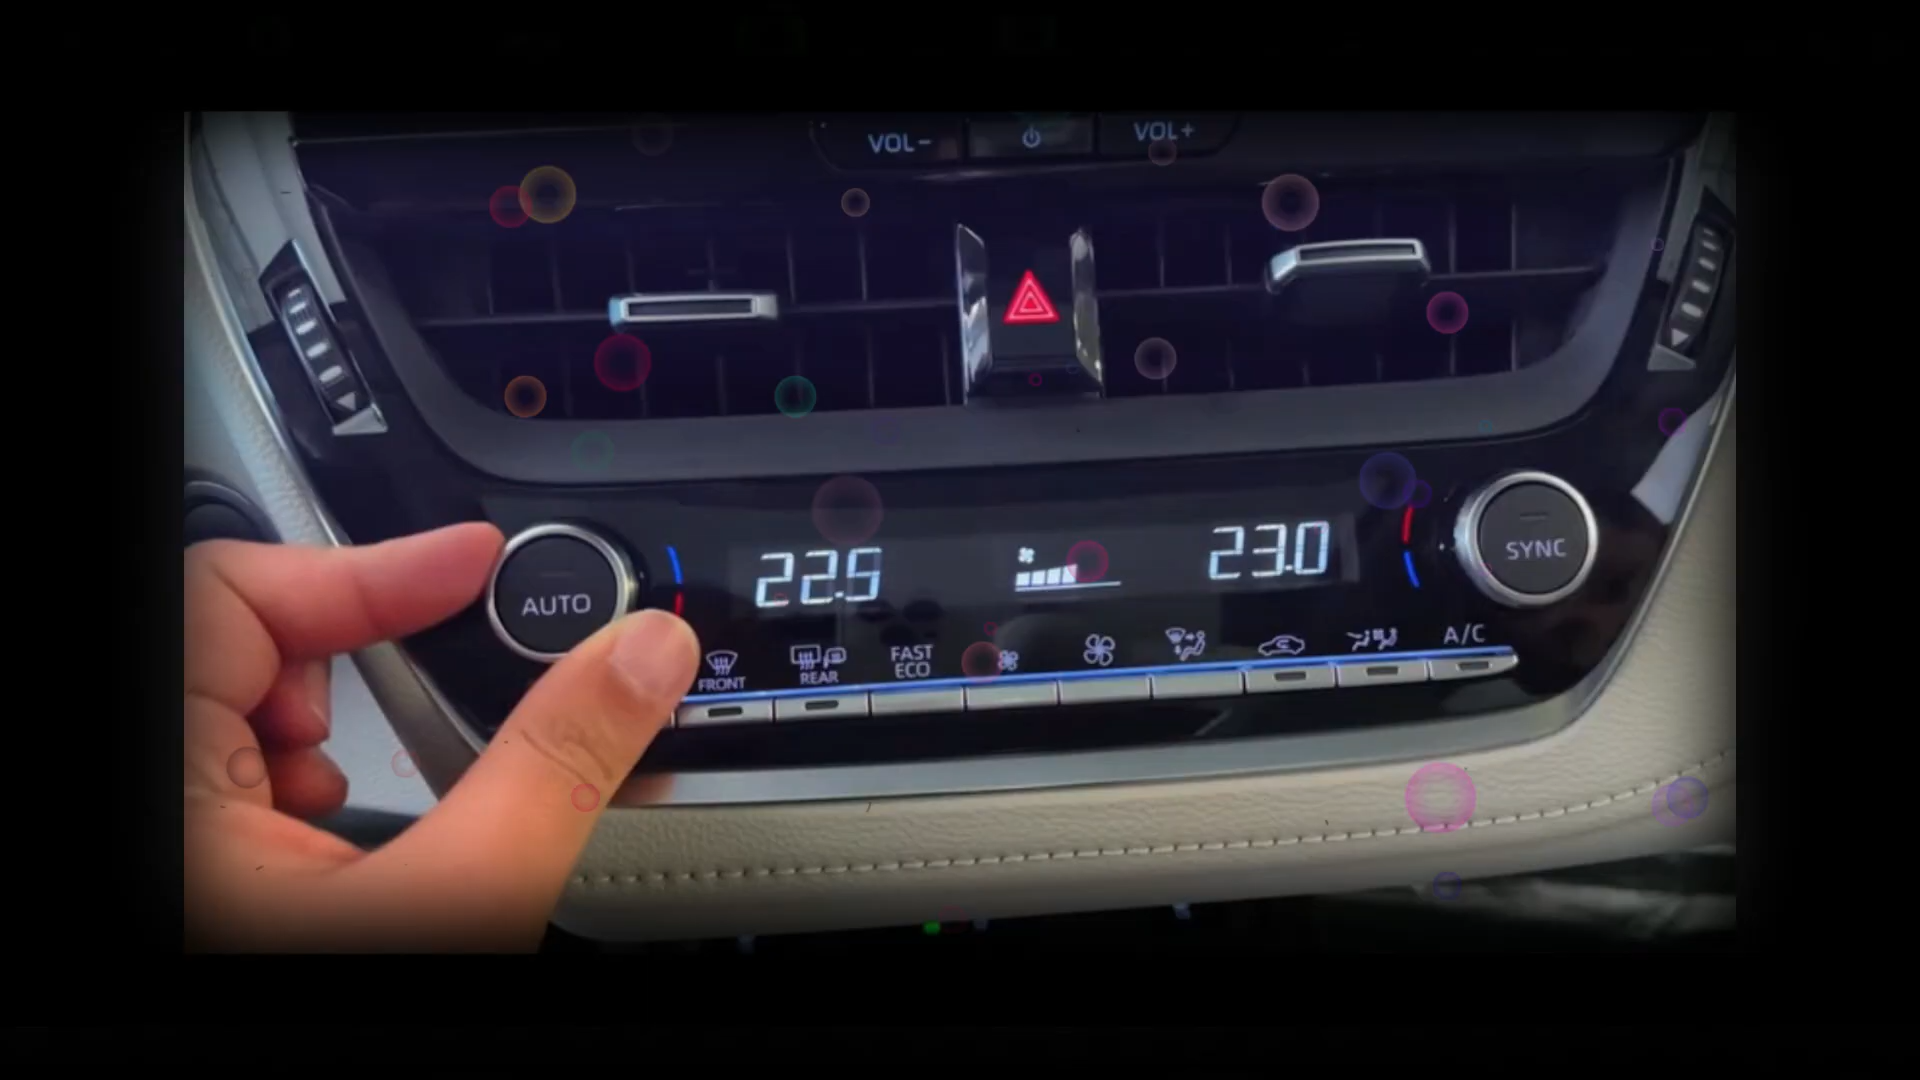 VOL−
VOL+
AUTO
22.5
23.0
SYNC
FRONT
REAR
FAST
ECO
A/C